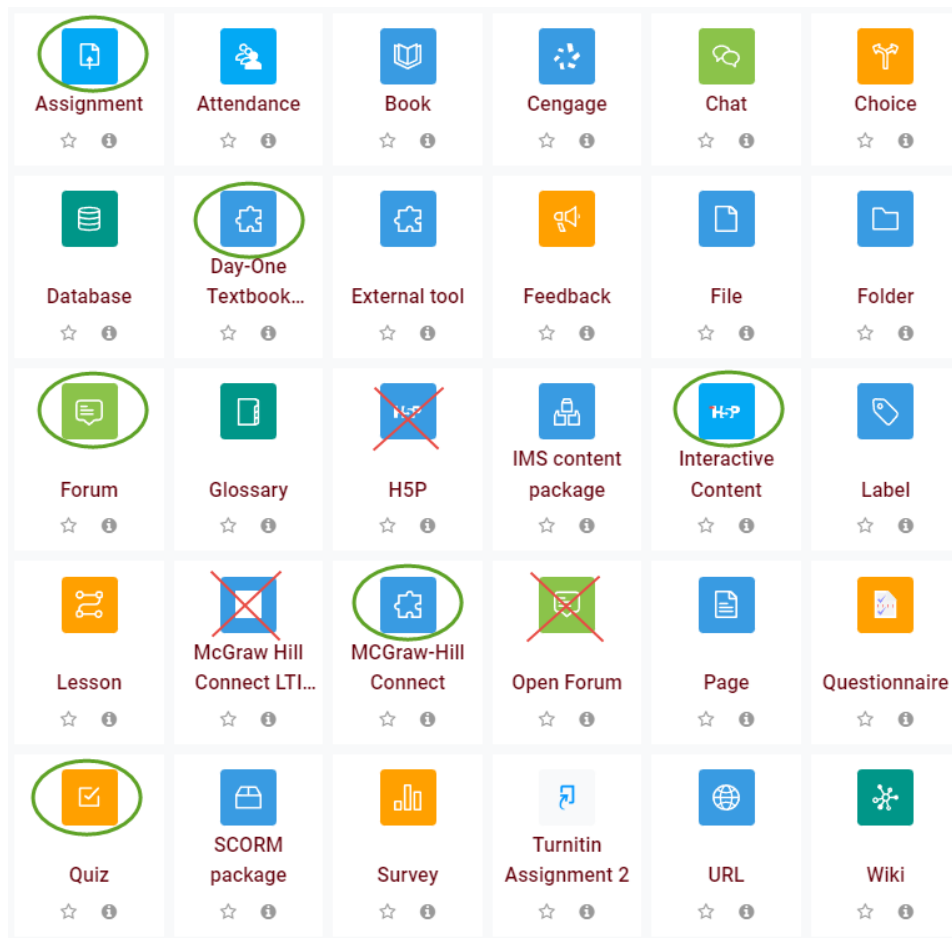 Assignment
Attendance
Book
Cengage
Chat
Choice
Database
Day-One
Textbook...
External tool
Feedback
File
Folder
Forum
Glossary
H5P
H5P
IMS content
package
H5P
Interactive
Content
Label
Lesson
McGraw Hill
Connect LTI...
MCGraw-Hill
Connect
Open Forum
Page
Questionnaire
Quiz
SCORM
package
Survey
Turnitin
Assignment 2
URL
Wiki